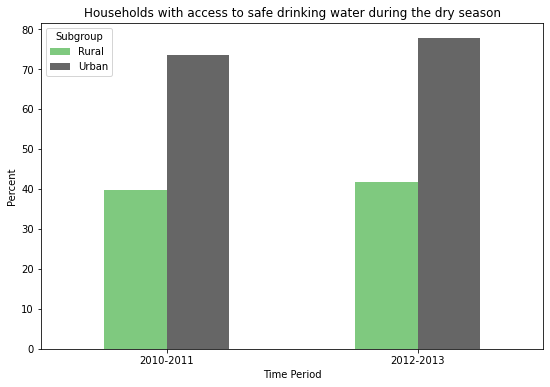 Households with access to safe drinking water during the dry season
Subgroup
Rural
Urban
Percent
80
70
60
50
40
30
20
10
0
2010-2011
2012-2013
Time Period